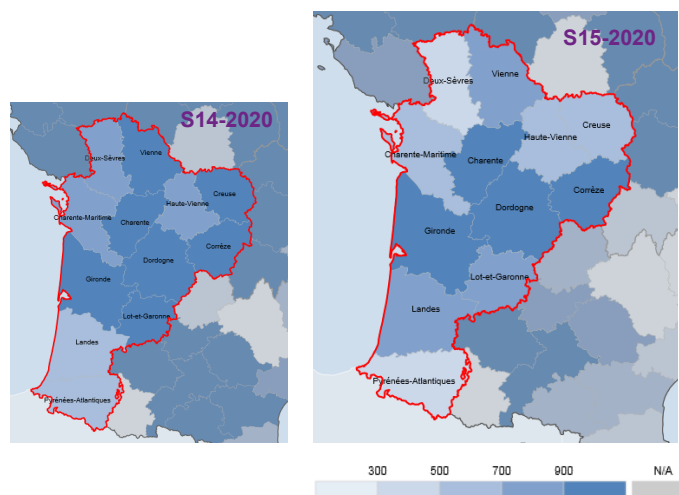 S14-2020
Deux-Sèvres
Vienne
Creuse
Haute-Vienne
Charente-Maritime
Charente
Corrèze
Dordogne
Gironde
Lot-et-Garonne
Landes
Pyrénées-Atlantiques
S15-2020
Vienne
Deux-Sèvres
Creuse
Haute-Vienne
Charente-Maritime
Charente
Corrèze
Dordogne
Gironde
Lot-et-Garonne
Landes
Pyrénées-Atlantiques
300 500 700 900 N/A